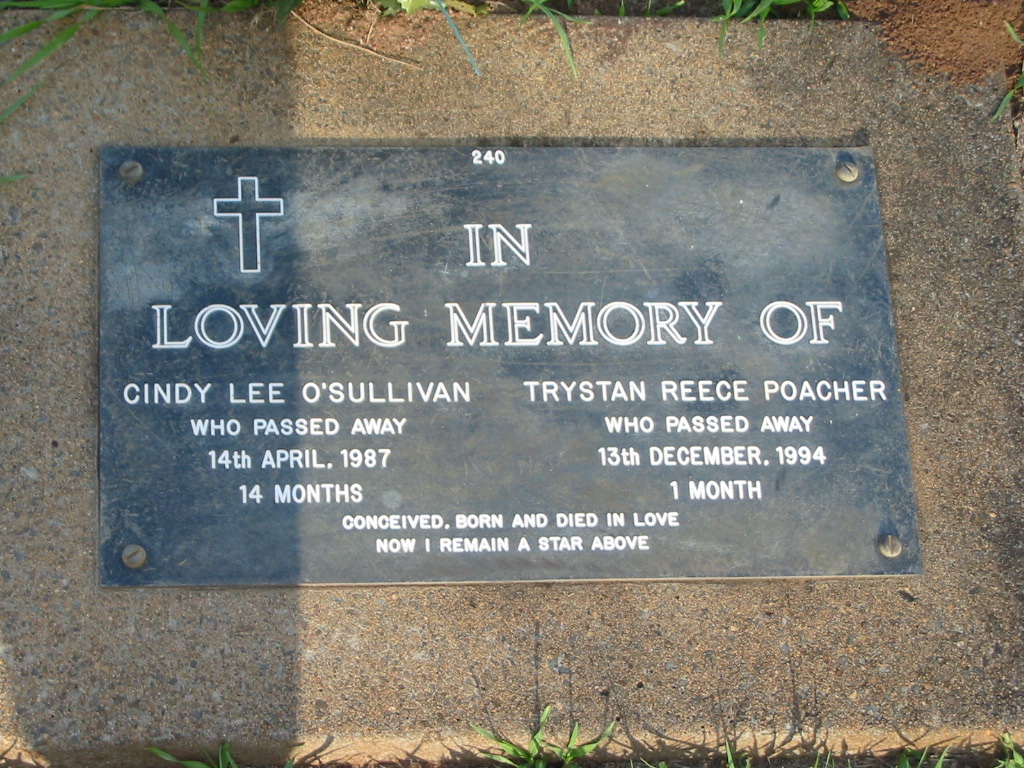 240
IN
LOVING MEMORY OF
CINDY LEE O'SULLIVAN
WHO PASSED AWAY
14th APRIL, 1987
14 MONTHS
TRYSTAN REECE POACHER
WHO PASSED AWAY
13th DECEMBER, 1994
1 MONTH
CONCEIVED, BORN AND DIED IN LOVE
NOW I REMAIN A STAR ABOVE